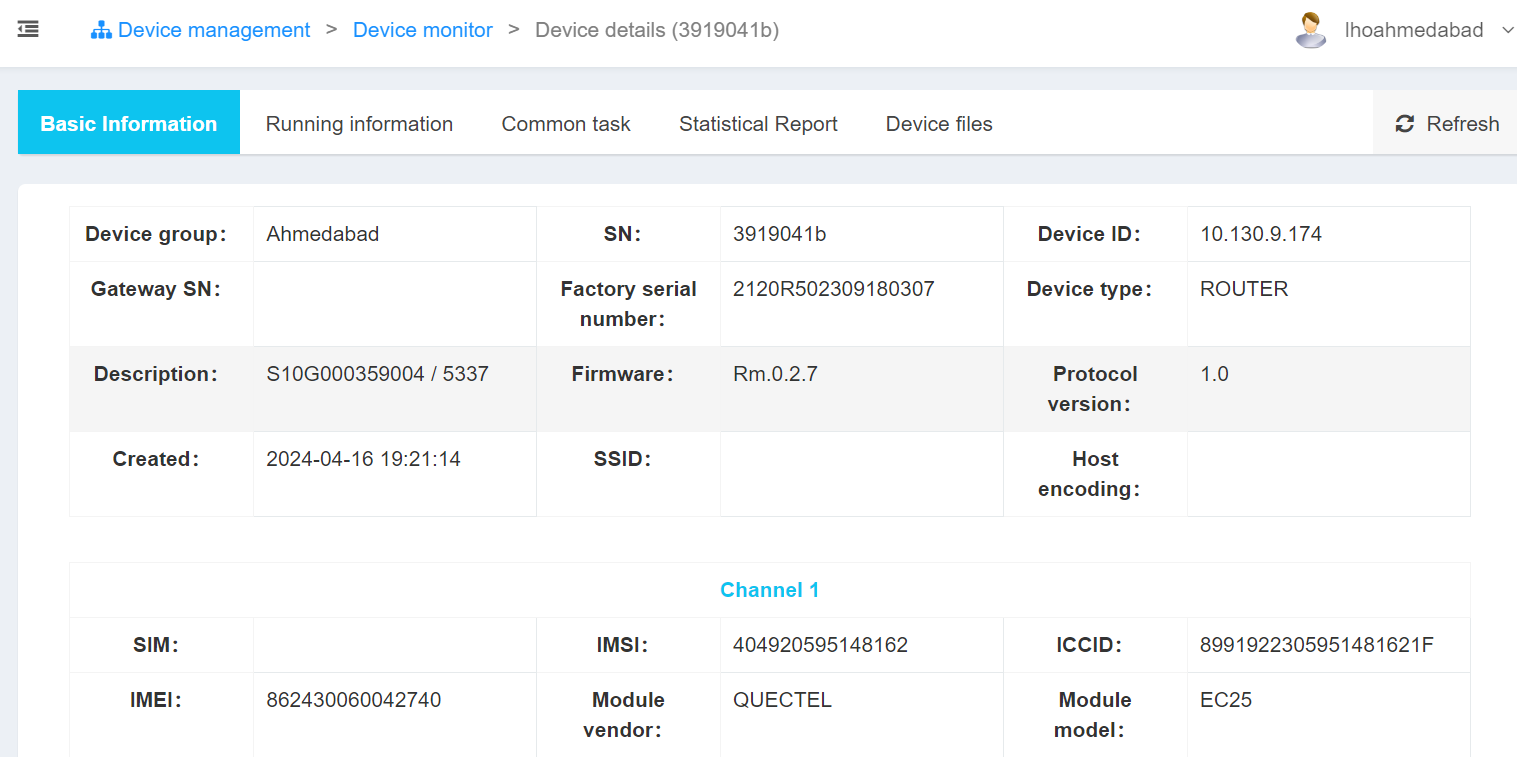 Device management > Device monitor > Device details (3919041b)
lhoahmedabad
Basic Information Running information Common task Statistical Report Device files Refresh
Device group: Ahmedabad SN: 3919041b Device ID: 10.130.9.174
Gateway SN: Factory serial number: 2120R502309180307 Device type: ROUTER
Description: S10G000359004 / 5337 Firmware: Rm.0.2.7 Protocol version: 1.0
Created: 2024-04-16 19:21:14 SSID: Host encoding:
Channel 1
SIM: IMSI: 404920595148162 ICCID: 8991922305951481621F
IMEI: 862430060042740 Module vendor: QUECTEL Module model: EC25